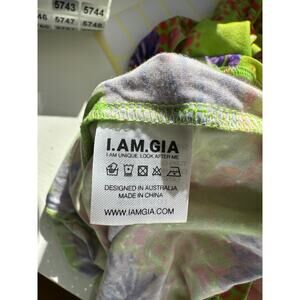 5743 5744
46 5747 5748
I.AM.GIA
I AM UNIQUE. LOOK AFTER ME
DESIGNED IN AUSTRALIA
MADE IN CHINA
WWW.IAMGIA.COM